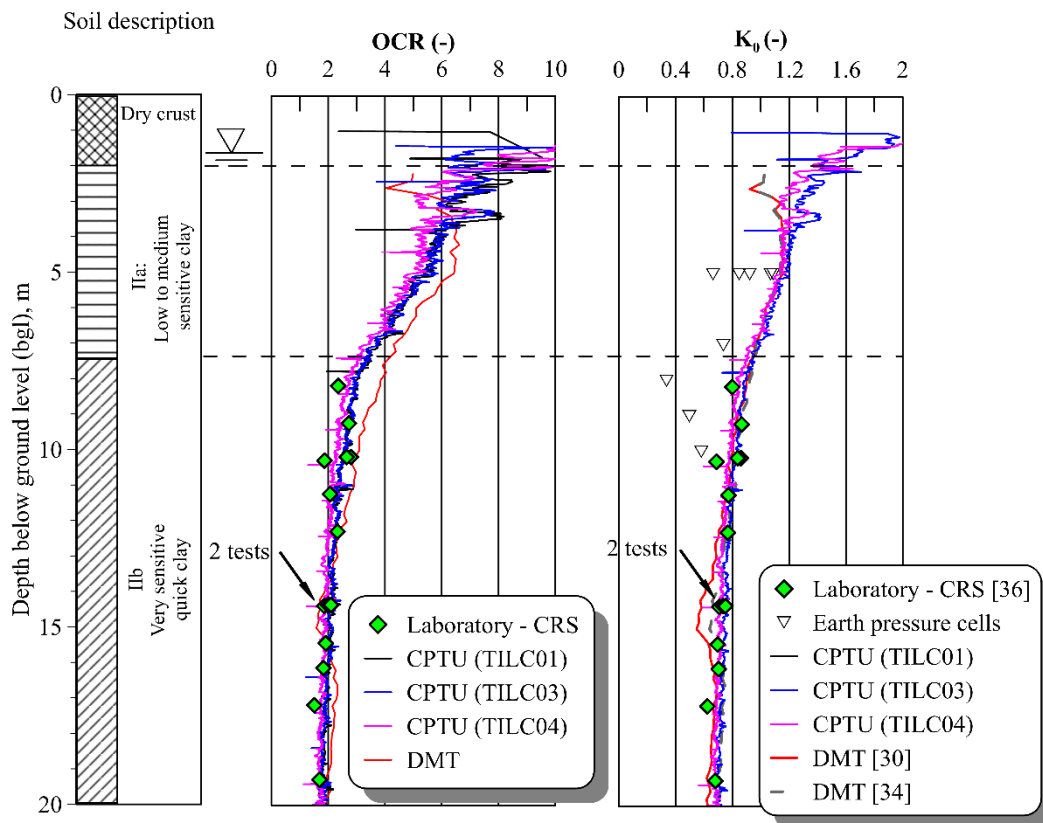 Soil description
OCR (-)
K0 (-)
0 2 4 6 8 10
0 0.4 0.8 1.2 1.6 2
Depth below ground level (bgl), m
0
5
10
15
20
Dry crust
IIa:
Low to medium
sensitive clay
IIb
Very sensitive
quick clay
2 tests
2 tests
Laboratory - CRS
CPTU (TILC01)
CPTU (TILC03)
CPTU (TILC04)
DMT
Laboratory - CRS [36]
Earth pressure cells
CPTU (TILC01)
CPTU (TILC03)
CPTU (TILC04)
DMT [30]
DMT [34]